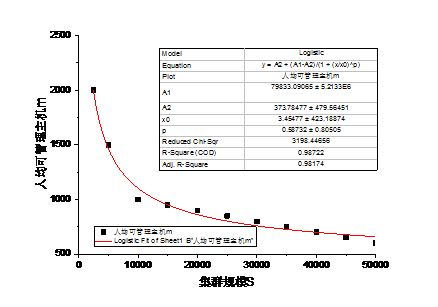 Model Logistic
Equation y = A2 + (A1-A2)/(1 + (x/x0)^p)
Plot 人均可管理主机m
A1 79833.09065 ± 5.2133E6
A2 373.78477 ± 479.56451
x0 3.45477 ± 423.18874
p 0.58732 ± 0.80505
Reduced Chi-Sqr 3198.44656
R-Square (COD) 0.98722
Adj. R-Square 0.98174
2500
2000
1500
1000
500
人均可管理主机m
人均可管理主机m
Logistic Fit of Sheet1 B"人均可管理主机m"
0 10000 20000 30000 40000 50000
集群规模S